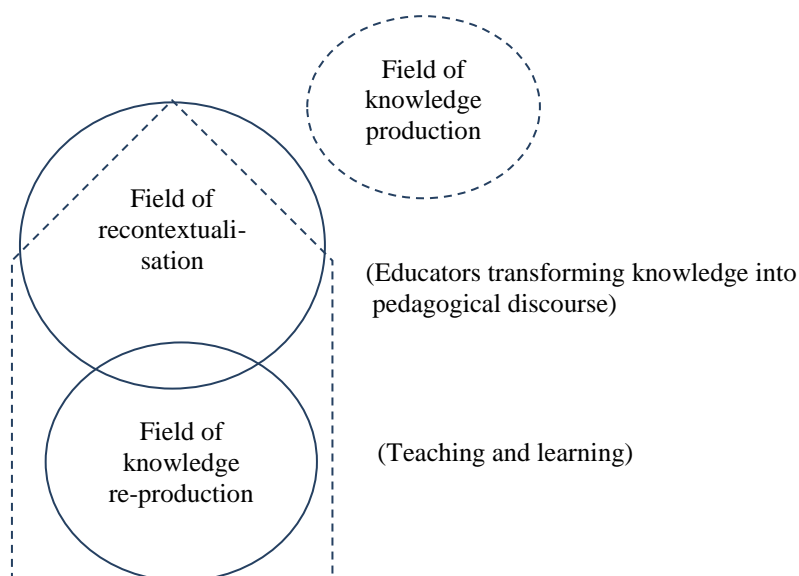 Field of
knowledge
production
Field of
recontextuali-
sation
(Educators transforming knowledge into
pedagogical discourse)
Field of
knowledge
re-production
(Teaching and learning)